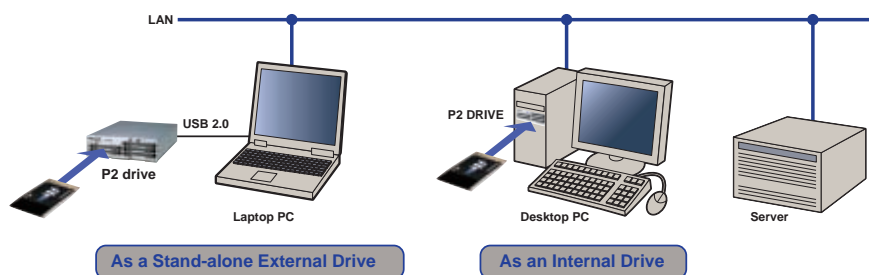 LAN
USB 2.0
P2 DRIVE
P2 drive
Laptop PC
Desktop PC
Server
As a Stand-alone External Drive
As an Internal Drive